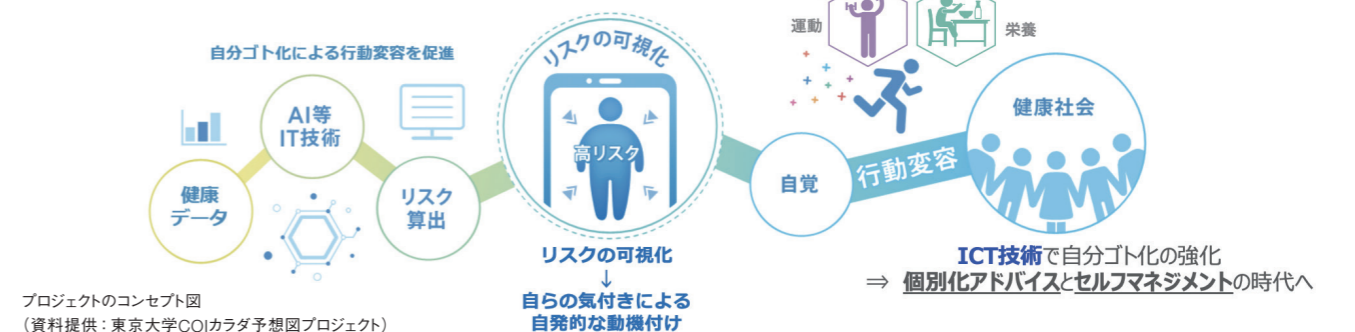 自分ゴト化による行動変容を促進
健康
データ
AI等
IT技術
リスク
算出
リスクの可視化
高リスク
リスクの可視化
↓
自らの気付きによる
自発的な動機付け
自覚
行動変容
運動
栄養
健康社会
ICT技術で自分ゴト化の強化
⇒ 個別化アドバイスとセルフマネジメントの時代へ
プロジェクトのコンセプト図
（資料提供：東京大学COIカラダ予想図プロジェクト）